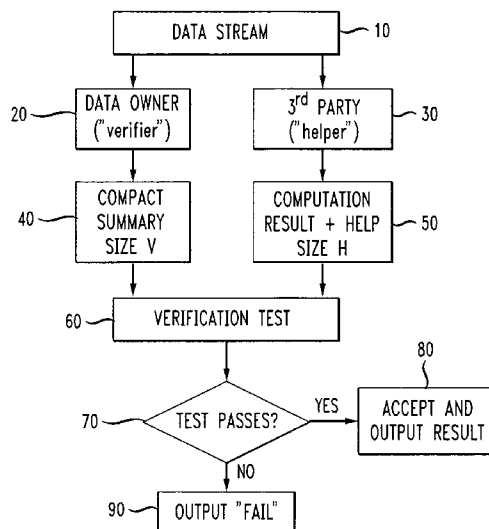 DATA STREAM
10
20
DATA OWNER
("verifier")
3rd PARTY
("helper")
30
40
COMPACT
SUMMARY
SIZE V
COMPUTATION
RESULT + HELP
SIZE H
50
60
VERIFICATION TEST
70
TEST PASSES?
YES
80
ACCEPT AND
OUTPUT RESULT
NO
90
OUTPUT "FAIL"